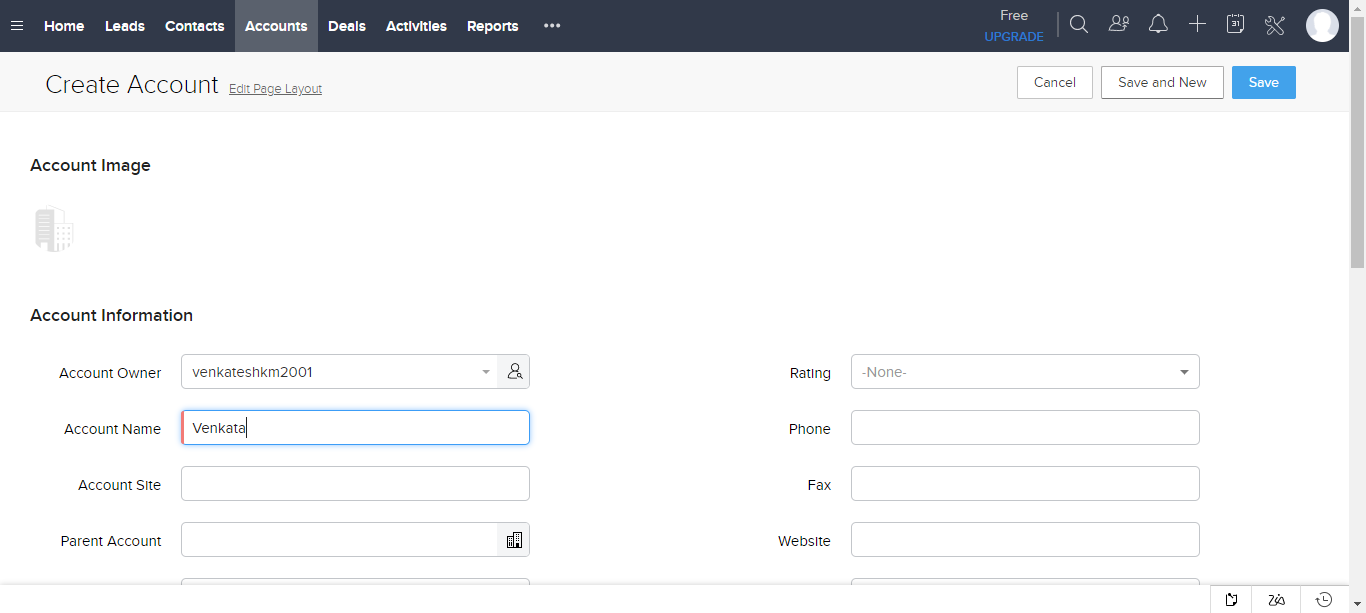 Home Leads Contacts Accounts Deals Activities Reports
Free
UPGRADE
31
Create Account Edit Page Layout Cancel Save and New Save
Account Image
Account Information
Account Owner venkateshkm2001 Rating -None-
Account Name Venkata Phone
Account Site Fax
Parent Account Website